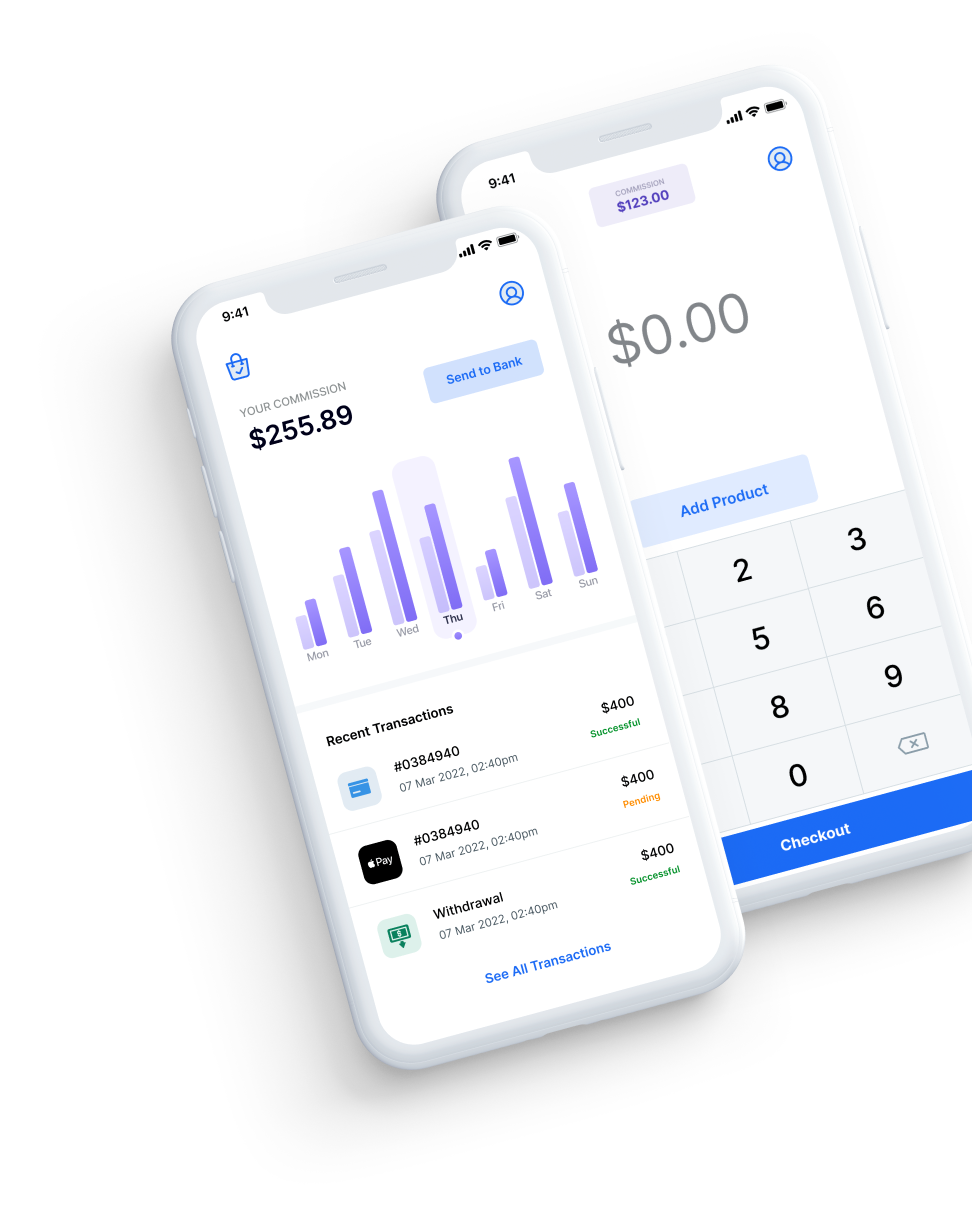 9:41
YOUR COMMISSION
$255.89
Send to Bank
Mon Tue Wed Thu Fri Sat Sun
Recent Transactions
#0384940
07 Mar 2022, 02:40pm
$400
Successful
Pay
#0384940
07 Mar 2022, 02:40pm
$400
Pending
$
Withdrawal
07 Mar 2022, 02:40pm
$400
Successful
See All Transactions
9:41
COMMISSION
$123.00
$0.00
Add Product
2 3
5 6
8 9
0
Checkout